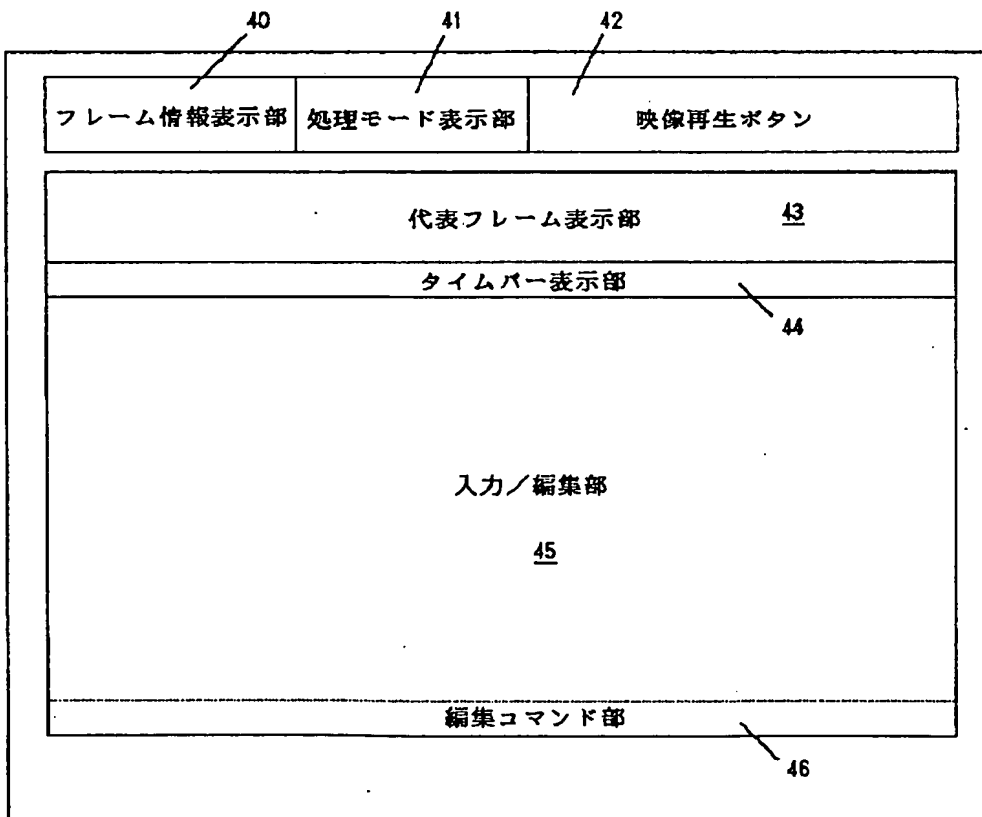 40 41 42
フレーム情報表示部 処理モード表示部 映像再生ボタン
代表フレーム表示部 43
タイムバー表示部
44
入力／編集部
45
編集コマンド部
46